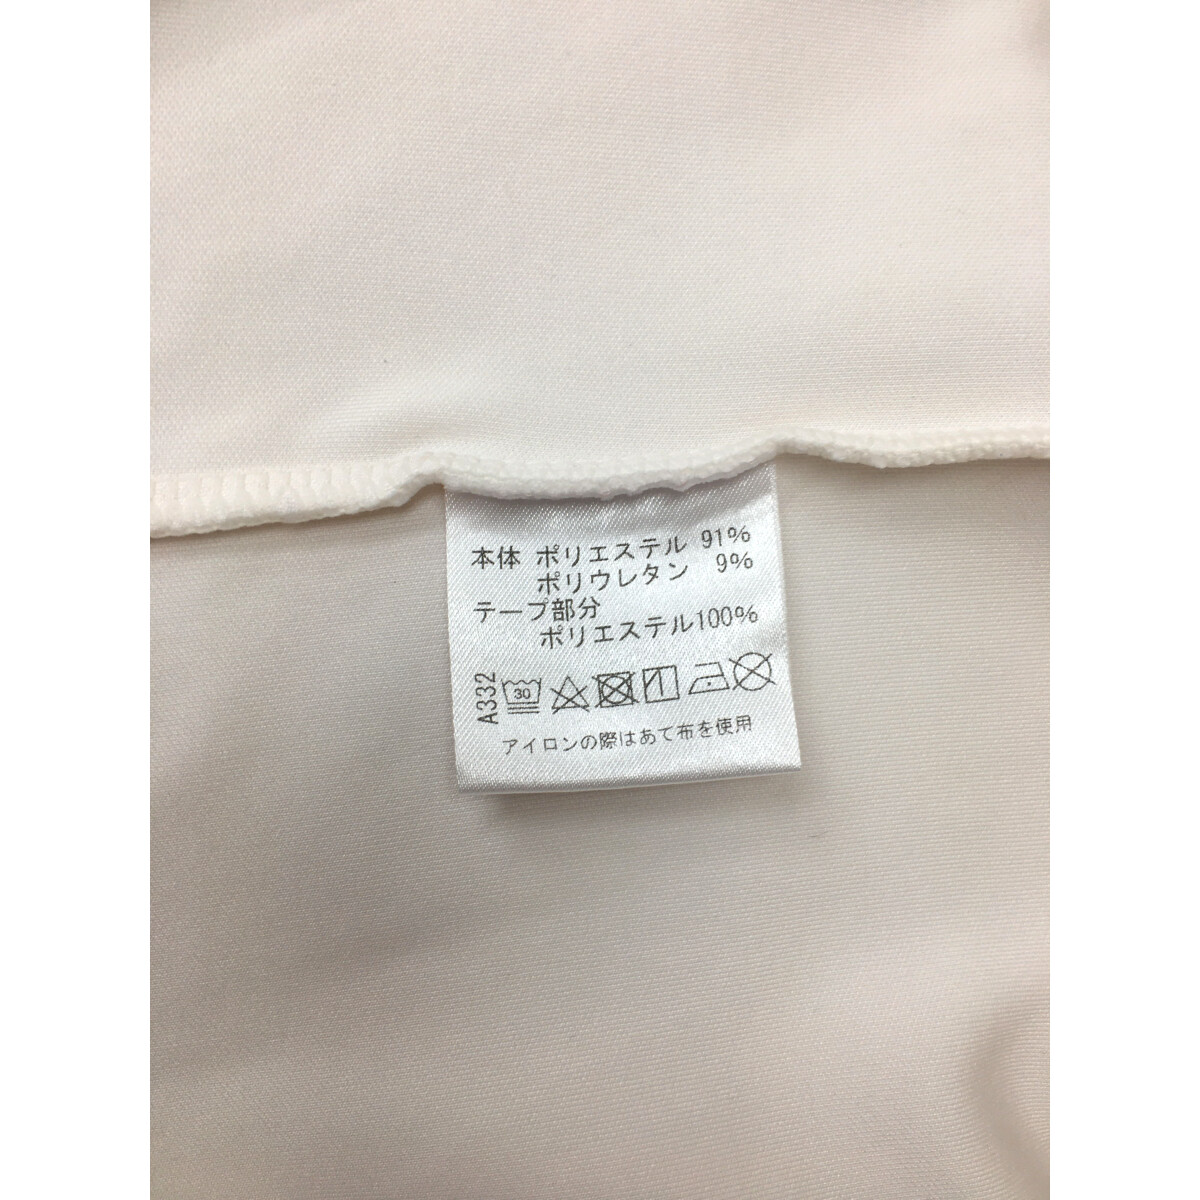 本体 ポリエステル 91%
ポリウレタン 9%
テープ部分
ポリエステル100%
A332
30
アイロンの際はあて布を使用